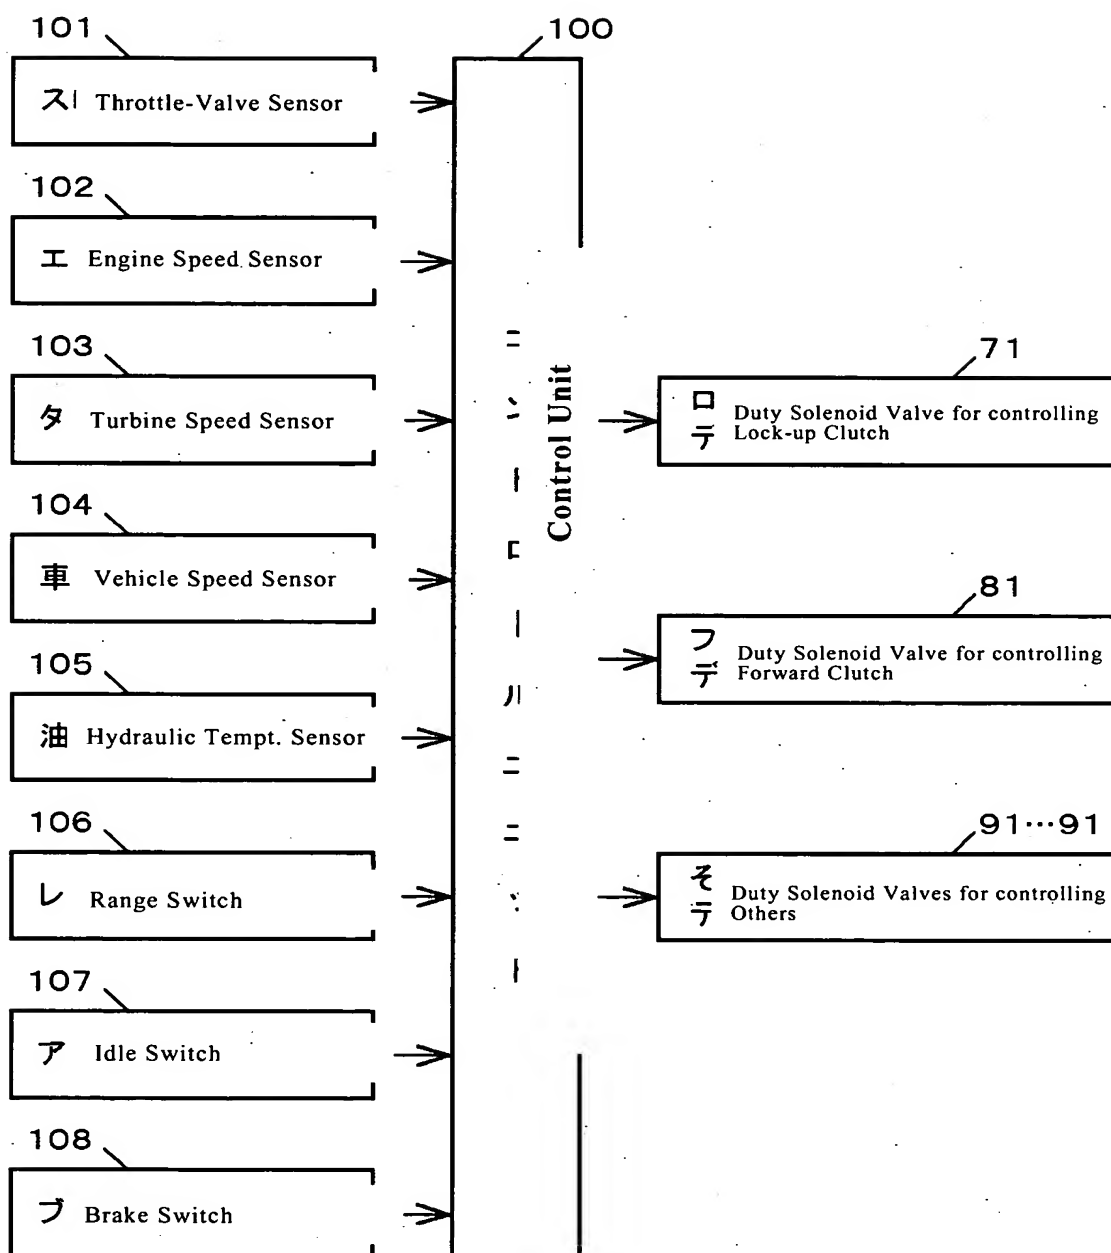 101
スl Throttle-Valve Sensor
102
エ Engine Speed Sensor
103
タ Turbine Speed Sensor
104
車 Vehicle Speed Sensor
105
油 Hydraulic Tempt. Sensor
106
レ Range Switch
107
ア Idle Switch
108
ブ Brake Switch
100
Control Unit
71
ロ Duty Solenoid Valve for controlling
デ Lock-up Clutch
81
フ Duty Solenoid Valve for controlling
デ Forward Clutch
91…91
そ Duty Solenoid Valves for controlling
デ Others